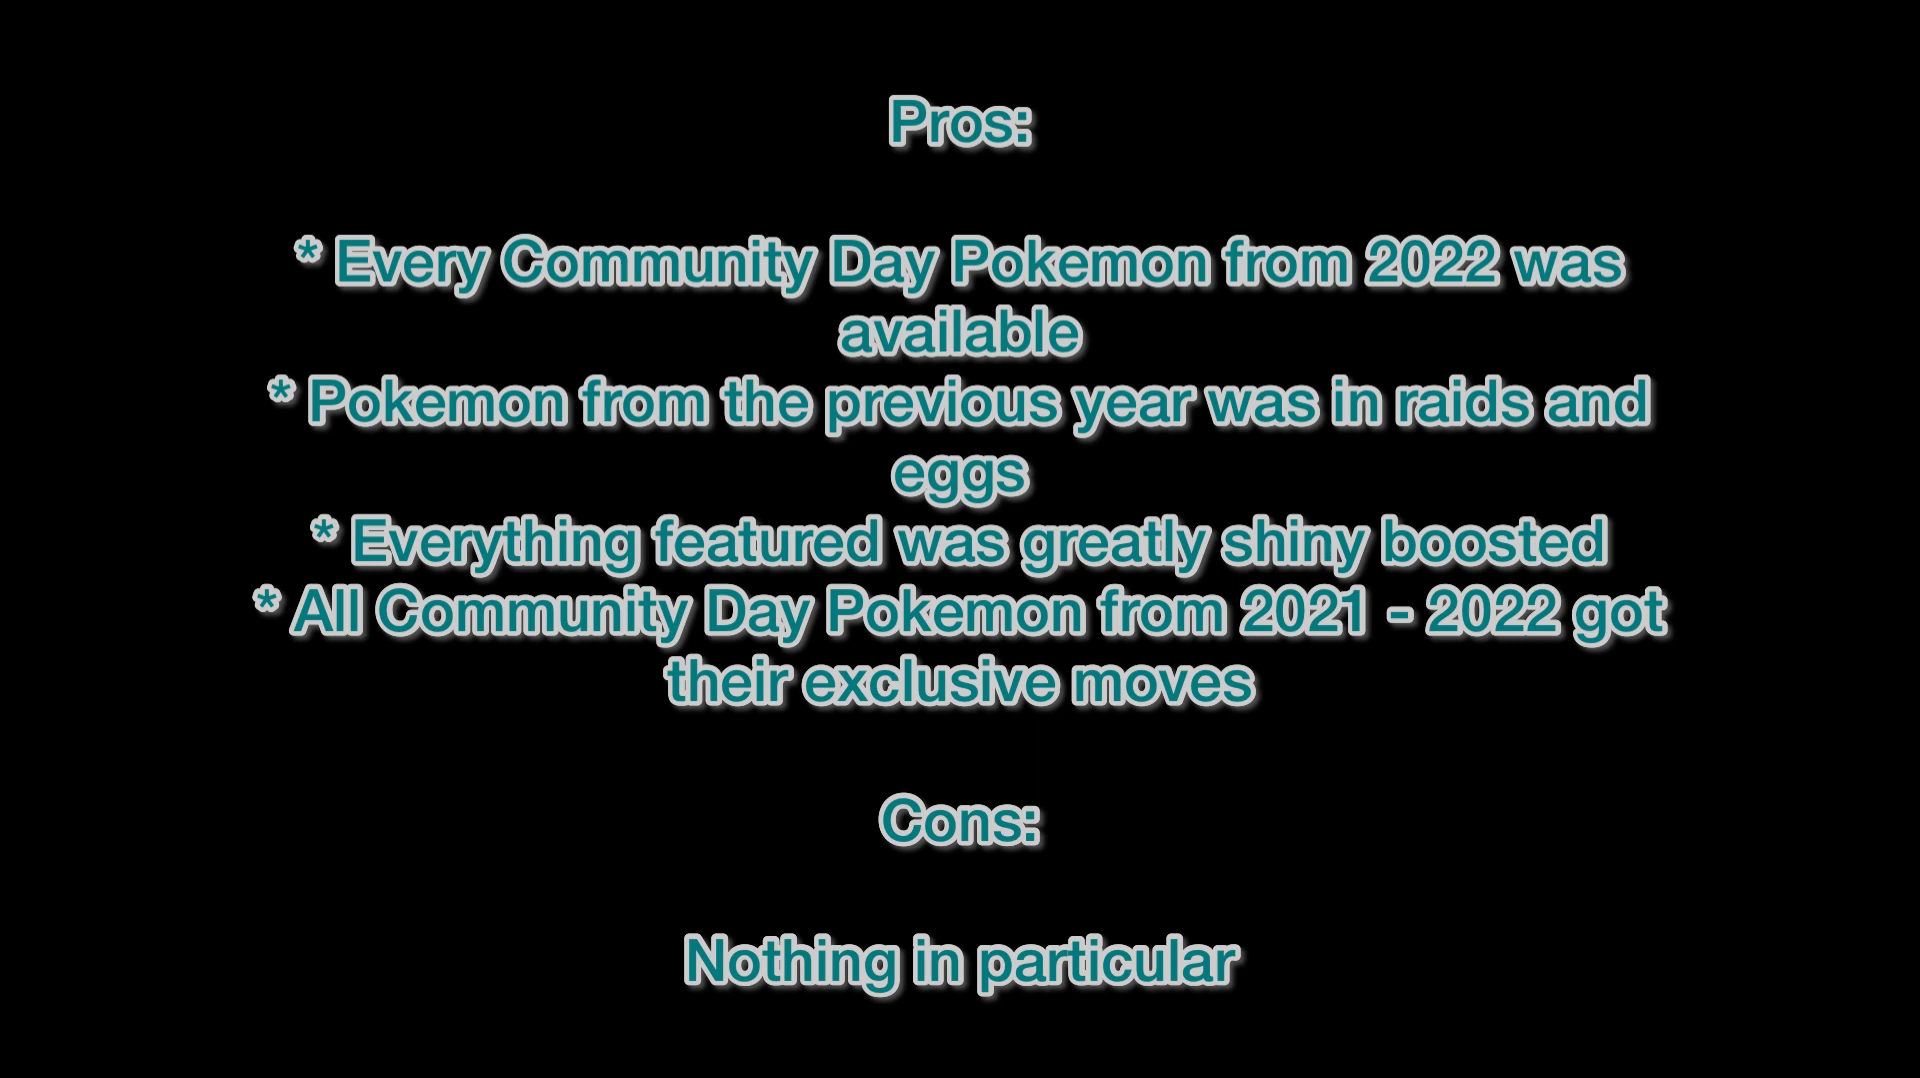 Pros:
* Every Community Day Pokemon from 2022 was
available
* Pokemon from the previous year was in raids and
eggs
* Everything featured was greatly shiny boosted
* All Community Day Pokemon from 2021 - 2022 got
their exclusive moves
Cons:
Nothing in particular